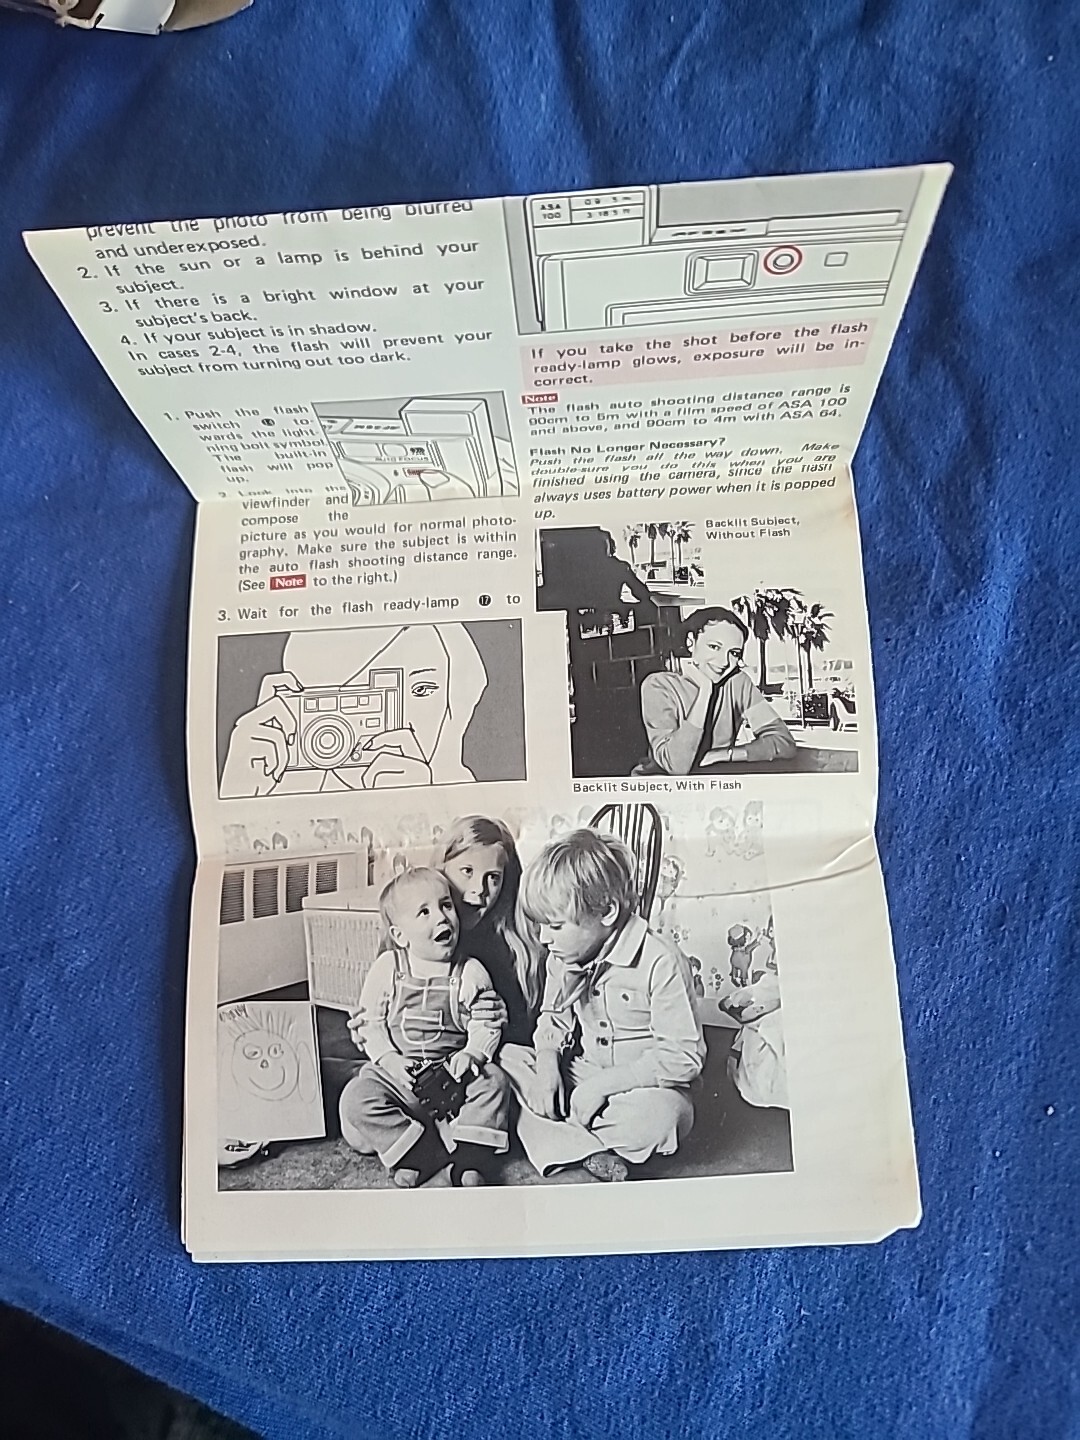 prevent the photo from being blurred
and underexposed.
2. If the sun or a lamp is behind your
subject.
3. If there is a bright window at your
subject's back.
4. If your subject is in shadow.
In cases 2-4, the flash will prevent your
subject from turning out too dark.
1. Push the flash
switch ⓰ to-
wards the light-
ning bolt symbol.
The built-in
flash will pop
up.
2. Look into the
viewfinder and
compose the
picture as you would for normal photo-
graphy. Make sure the subject is within
the auto flash shooting distance range.
(See Note to the right.)
3. Wait for the flash ready-lamp ⓱ to
AUTO FOCUS
ASA
100
If you take the shot before the flash
ready-lamp glows, exposure will be in-
correct.
Note
The flash auto shooting distance range is
90cm to 6m with a film speed of ASA 100
and above, and 90cm to 4m with ASA 64.
Flash No Longer Necessary?
Push the flash all the way down. Make
double-sure you do this when you are
finished using the camera, since the flash
always uses battery power when it is popped
up.
Backlit Subject,
Without Flash
Backlit Subject, With Flash